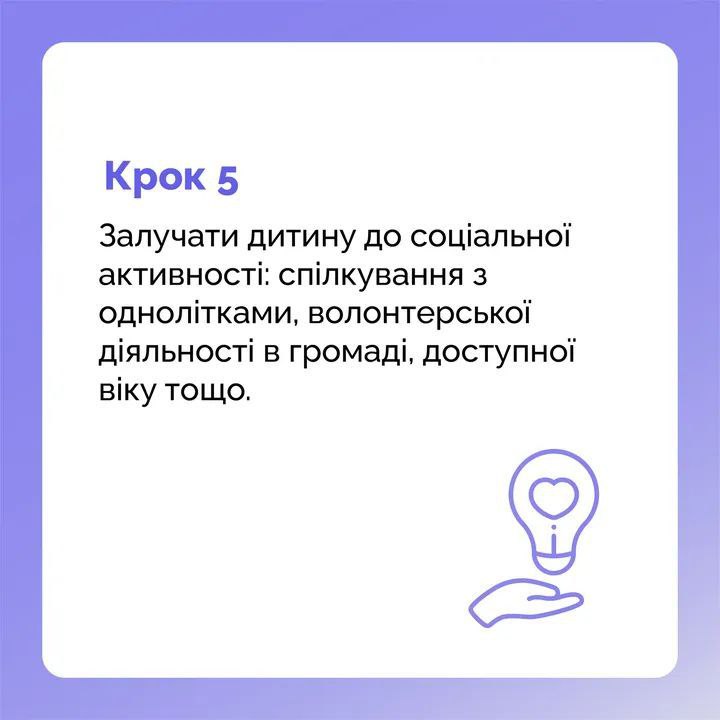 Крок 5
Залучати дитину до соціальної
активності: спілкування з
однолітками, волонтерської
діяльності в громаді, доступної
віку тощо.